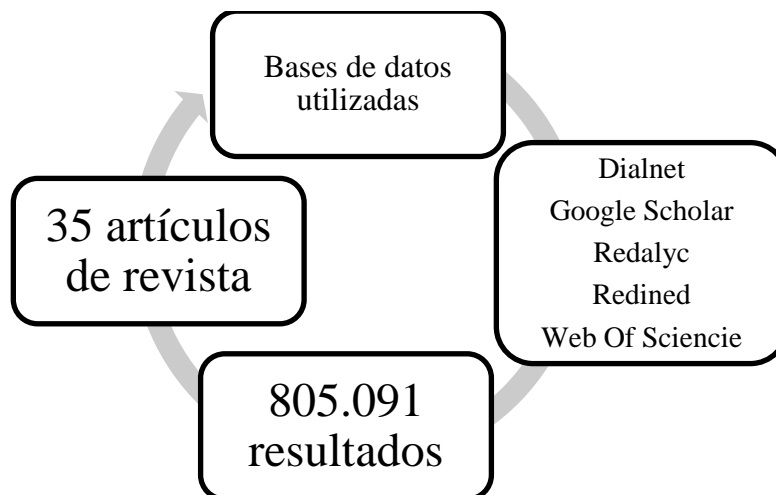 Bases de datos
utilizadas
Dialnet
Google Scholar
Redalyc
Redined
Web Of Sciencie
805.091
resultados
35 artículos
de revista